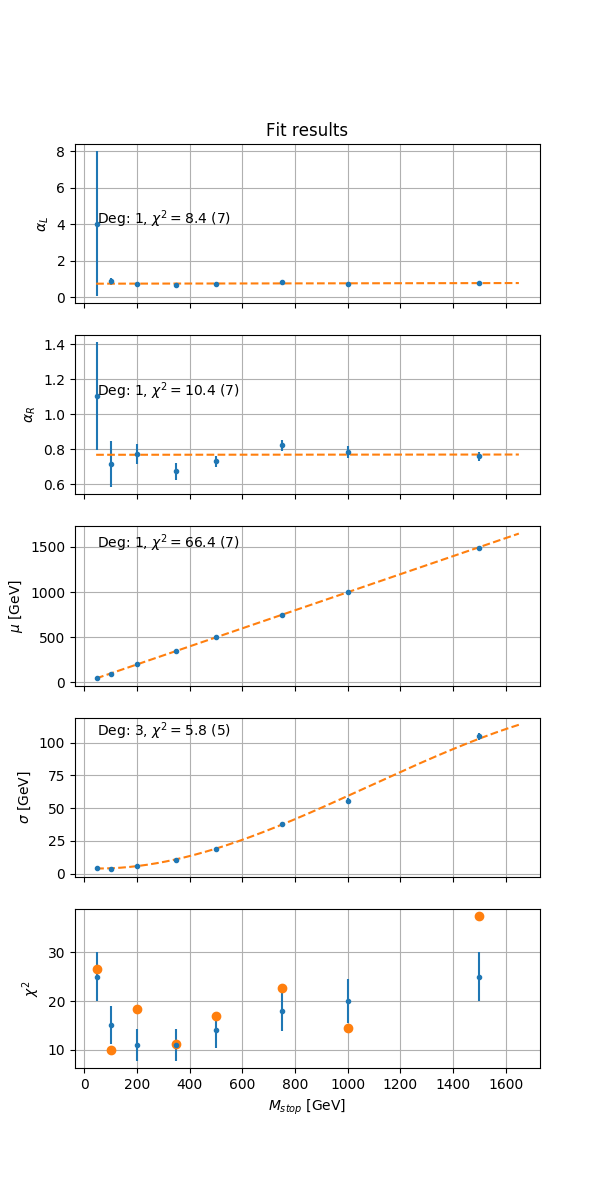 Fit results
8
6
4
2
0
α_L
Deg: 1, χ² = 8.4 (7)
1.4
1.2
1.0
0.8
0.6
α_R
Deg: 1, χ² = 10.4 (7)
1500
1000
500
0
μ [GeV]
Deg: 1, χ² = 66.4 (7)
100
75
50
25
0
σ [GeV]
Deg: 3, χ² = 5.8 (5)
30
20
10
χ²
0 200 400 600 800 1000 1200 1400 1600
M_stop [GeV]